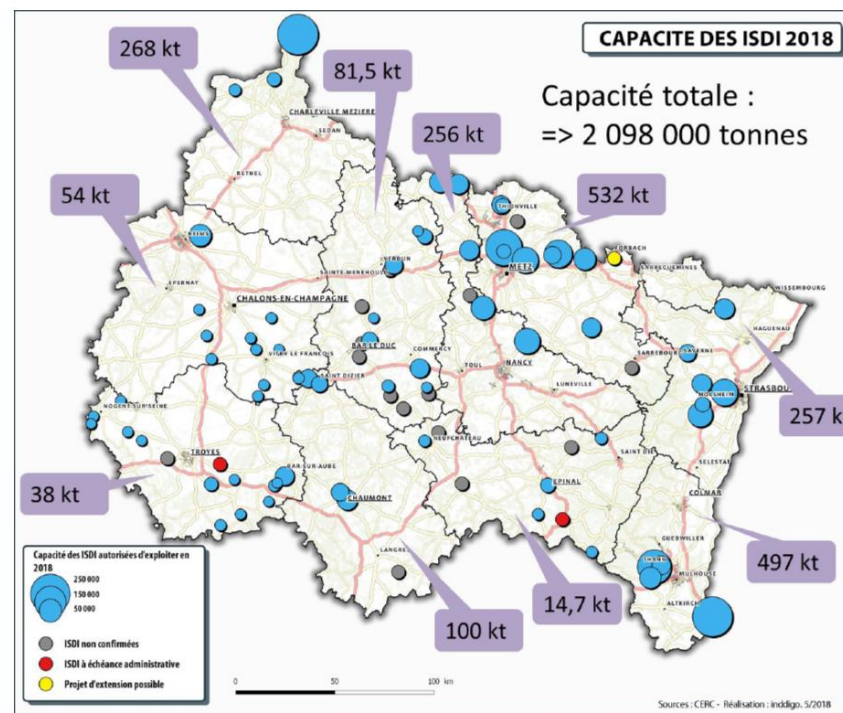 CAPACITE DES ISDI 2018
Capacité totale :
=> 2 098 000 tonnes
268 kt
81,5 kt
256 kt
532 kt
54 kt
257 k
38 kt
497 kt
14,7 kt
100 kt
CHARLEVILLE MEZIERE
SEDAN
RETHEL
REIMS
EPERNAY
SAINTE-MENEHOULD
VERDUN
THIONVILLE
METZ
FORBACH
SARREGUEMINES
WISSEMBOURG
HAGUENAU
CHALONS-EN-CHAMPAGNE
VITRY LE FRANCOIS
BAR LE DUC
COMMERCY
TOUL
NANCY
LUNEVILLE
SARREBOURG
SAVERNE
STRASBOU
MOLSHEIM
SAINT DIZIER
NOGENT-SUR-SEINE
TROYES
BAR-SUR-AUBE
CHAUMONT
NEUFCHATEAU
EPINAL
SAINT DIE
SELESTAT
COLMAR
GUEBWILLER
THANN
MULHOUSE
ALTKIRCH
LANGRES
Capacité des ISDI autorisées d'exploiter en
2018
250 000
150 000
50 000
ISDI non confirmées
ISDI à échéance administrative
Projet d'extension possible
0 50 100 km
Sources : CERC - Réalisation : inddigo. 5/2018